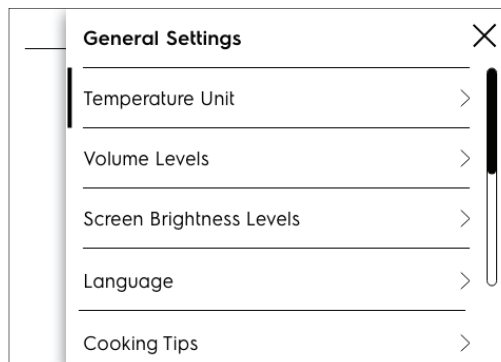 General Settings
Temperature Unit
Volume Levels
Screen Brightness Levels
Language
Cooking Tips